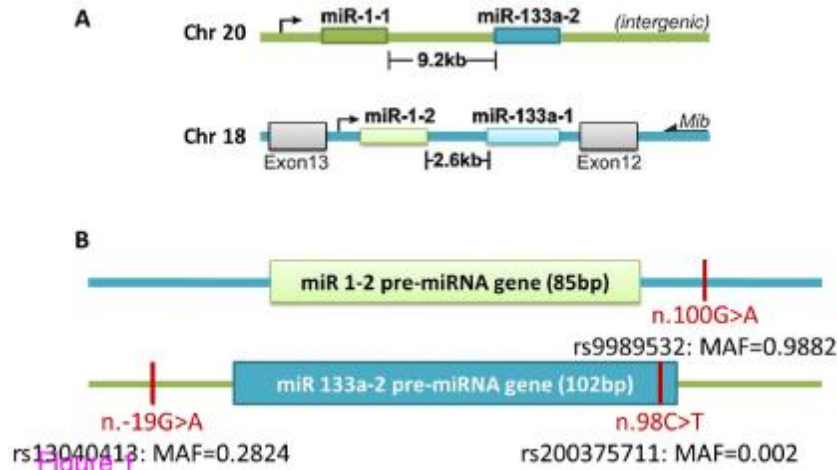 A
Chr 20
miR-1-1
miR-133a-2
(intergenic)
9.2kb
Chr 18
miR-1-2
miR-133a-1
Mib
Exon13
2.6kb
Exon12
B
miR 1-2 pre-miRNA gene (85bp)
n.100G>A
rs9989532: MAF=0.9882
miR 133a-2 pre-miRNA gene (102bp)
n.-19G>A
n.98C>T
rs13040413: MAF=0.2824
rs200375711: MAF=0.002
Figure 1